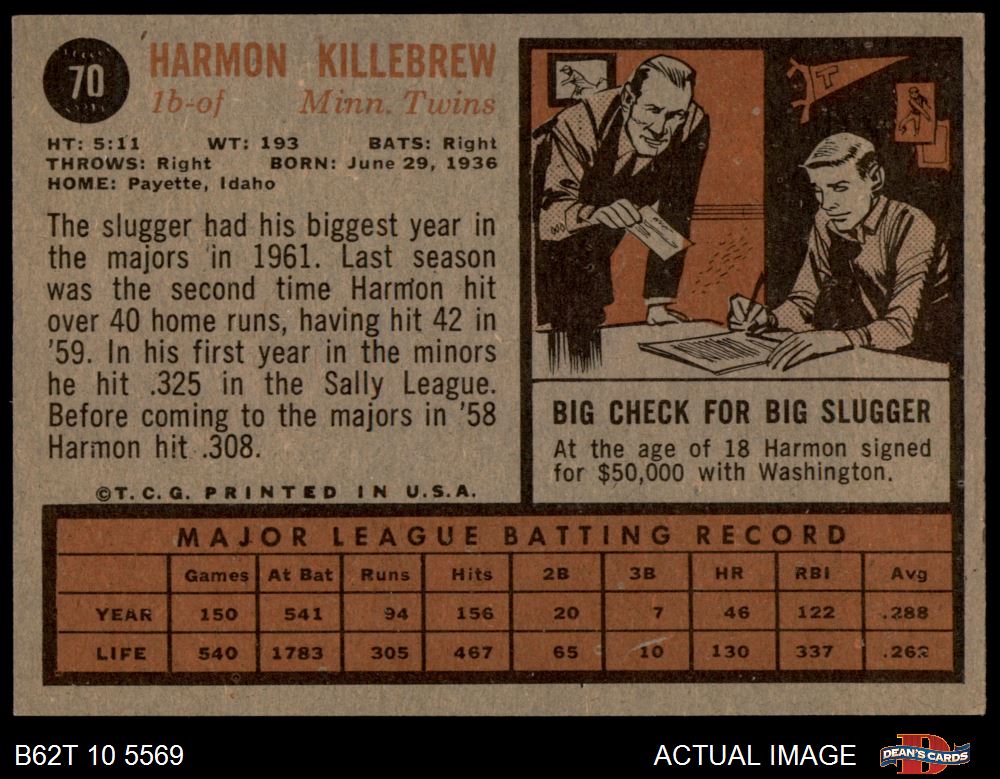 70
HARMON KILLEBREW
1b-of Minn. Twins
HT: 5:11 WT: 193 BATS: Right
THROWS: Right BORN: June 29, 1936
HOME: Payette, Idaho
The slugger had his biggest year in
the majors in 1961. Last season
was the second time Harmon hit
over 40 home runs, having hit 42 in
'59. In his first year in the minors
he hit .325 in the Sally League.
Before coming to the majors in '58
Harmon hit .308.
©T.C.G. PRINTED IN U.S.A.
T
BIG CHECK FOR BIG SLUGGER
At the age of 18 Harmon signed
for $50,000 with Washington.
MAJOR LEAGUE BATTING RECORD
Games At Bat Runs Hits 2B 3B HR RBI Avg
YEAR 150 541 94 156 20 7 46 122 .288
LIFE 540 1783 305 467 65 10 130 337 .262
B62T 10 5569 ACTUAL IMAGE DEAN'S CARDS